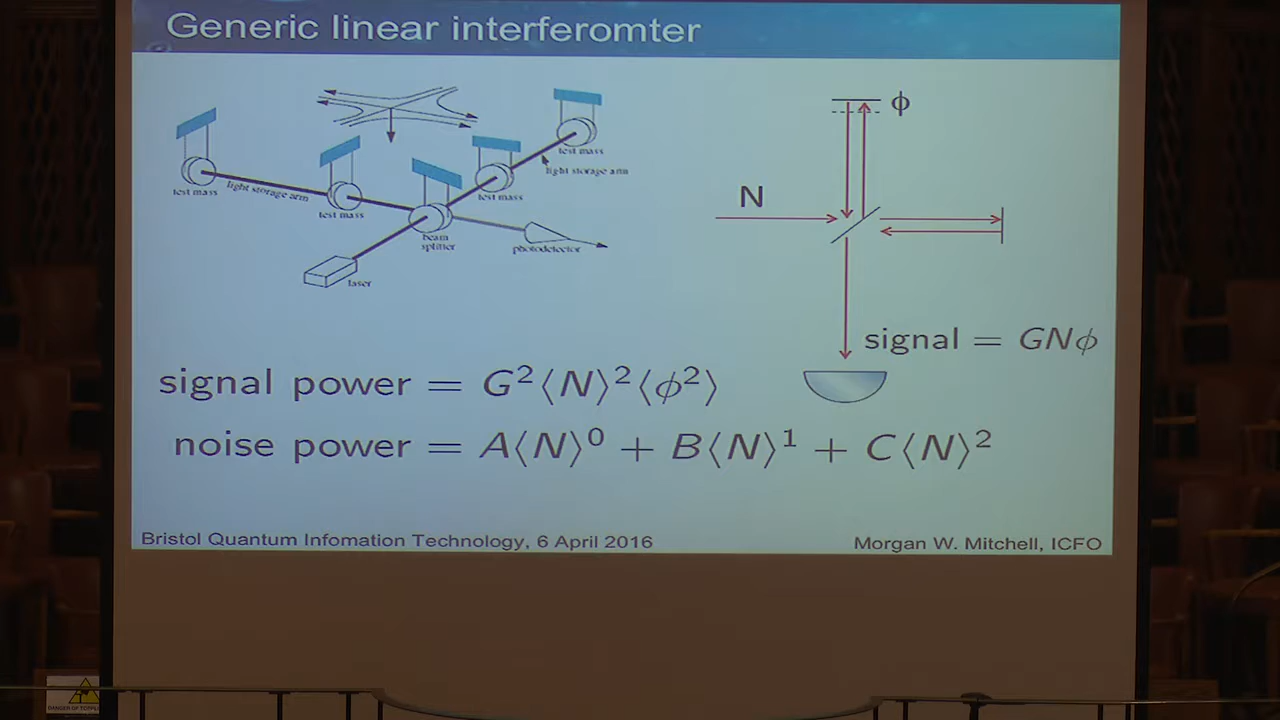 Generic linear interferomter
test mass
light storage arm
test mass
test mass
light storage arm
test mass
beam
splitter
photodetector
laser
ϕ
N
signal = GNϕ
signal power = G²⟨N⟩²⟨ϕ²⟩
noise power = A⟨N⟩⁰ + B⟨N⟩¹ + C⟨N⟩²
Bristol Quantum Infomation Technology, 6 April 2016
Morgan W. Mitchell, ICFO